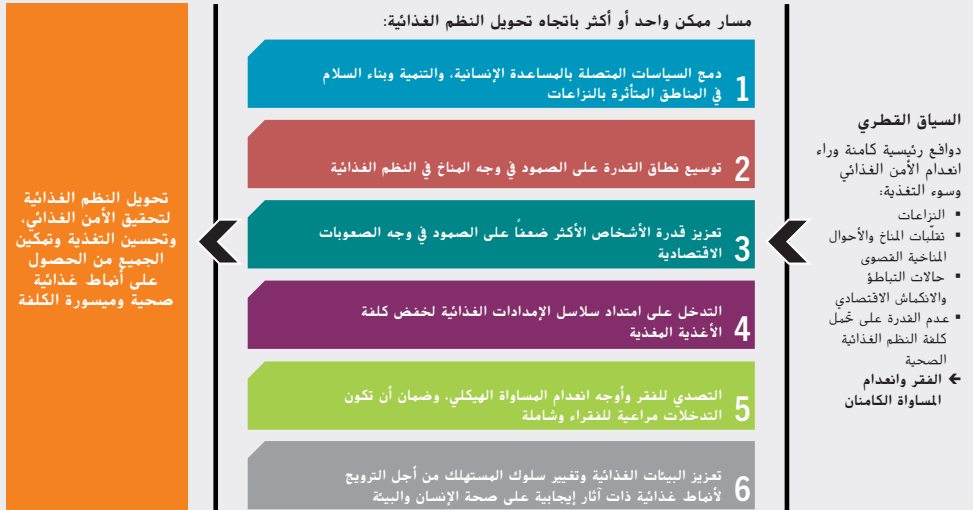 السياق القطري
دوافع رئيسية كامنة وراء
انعدام الأمن الغذائي
وسوء التغذية:
▪ النزاعات
▪ تقلّبات المناخ والأحوال
المناخية القصوى
▪ حالات التباطؤ
والانكماش الاقتصادي
▪ عدم القدرة على تحمل
كلفة النظم الغذائية
الصحية
← الفقر وانعدام
المساواة الكامنان
مسار ممكن واحد أو أكثر باتجاه تحويل النظم الغذائية:
1
دمج السياسات المتصلة بالمساعدة الإنسانية، والتنمية وبناء السلام
في المناطق المتأثرة بالنزاعات
2
توسيع نطاق القدرة على الصمود في وجه المناخ في النظم الغذائية
3
تعزيز قدرة الأشخاص الأكثر ضعفاً على الصمود في وجه الصعوبات
الاقتصادية
4
التدخل على امتداد سلاسل الإمدادات الغذائية لخفض كلفة
الأغذية المغذية
5
التصدي للفقر وأوجه انعدام المساواة الهيكلي، وضمان أن تكون
التدخلات مراعية للفقراء وشاملة
6
تعزيز البيئات الغذائية وتغيير سلوك المستهلك من أجل الترويج
لأنماط غذائية ذات آثار إيجابية على صحة الإنسان والبيئة
تحويل النظم الغذائية
لتحقيق الأمن الغذائي،
وتحسين التغذية وتمكين
الجميع من الحصول
على أنماط غذائية
صحية وميسورة الكلفة